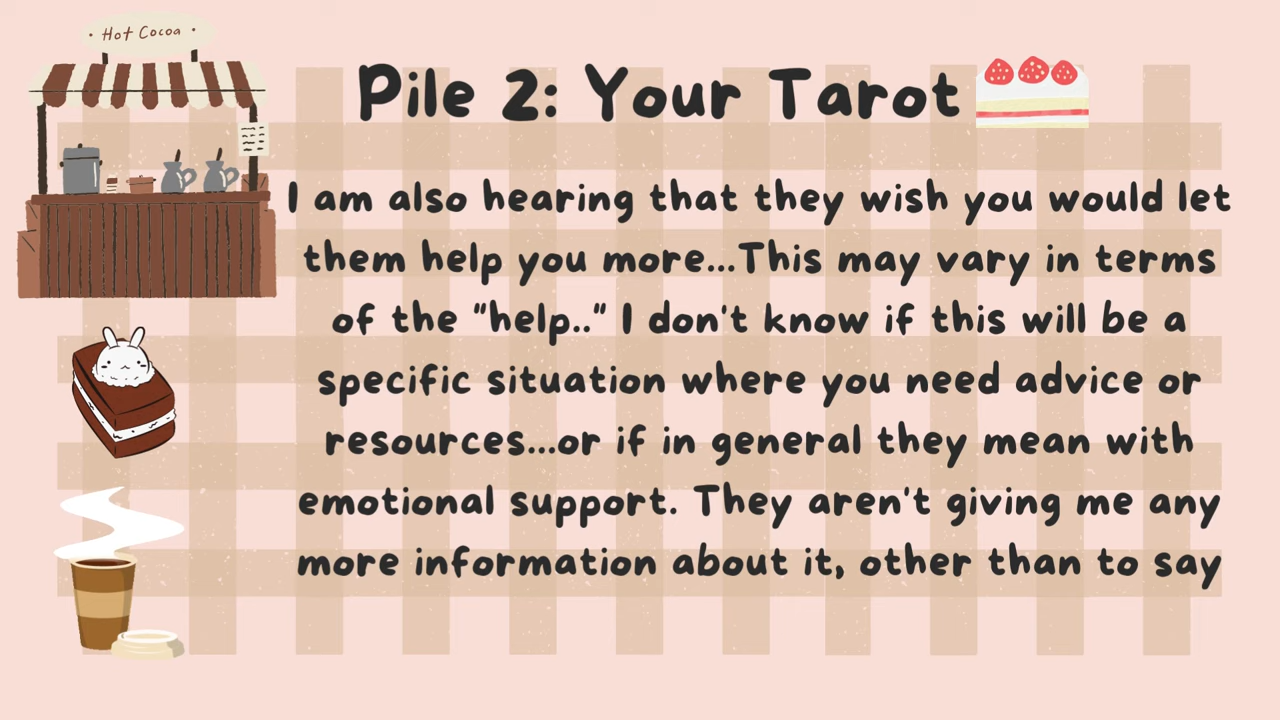 • Hot Cocoa •
Pile 2: Your Tarot
I am also hearing that they wish you would let
them help you more...This may vary in terms
of the "help.." I don't know if this will be a
specific situation where you need advice or
resources...or if in general they mean with
emotional support. They aren't giving me any
more information about it, other than to say